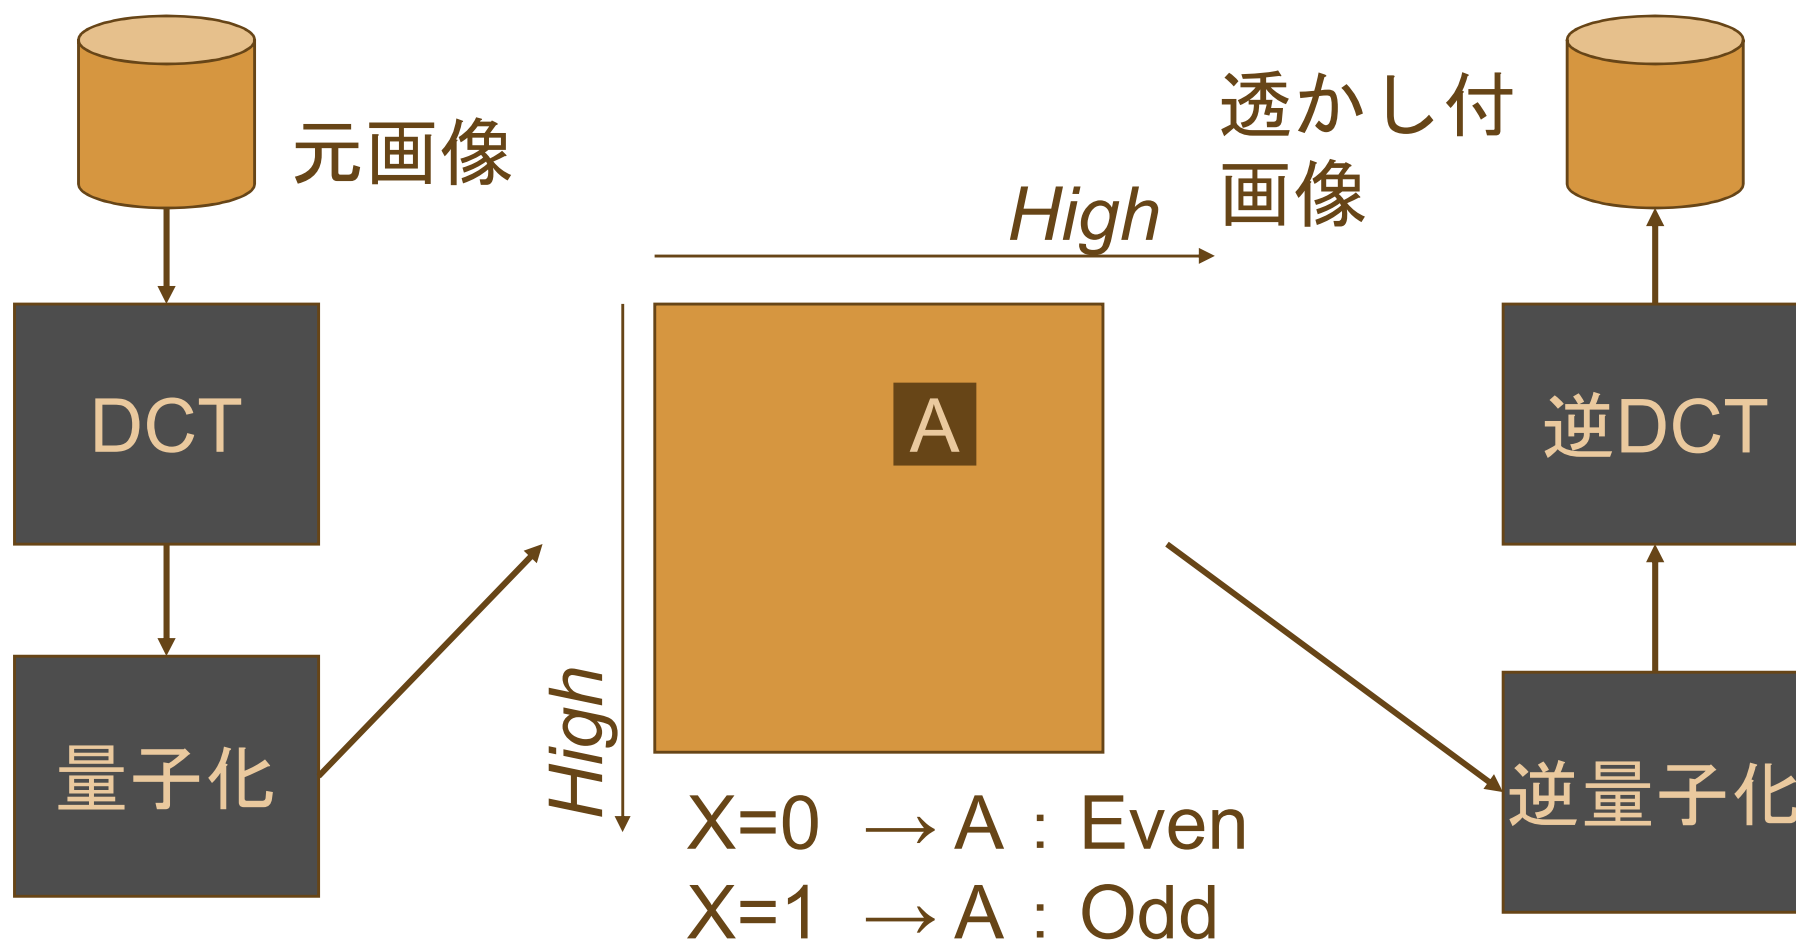 元画像
透かし付
画像
High
DCT
A
逆DCT
High
量子化
逆量子化
X=0 →A：Even
X=1 →A：Odd